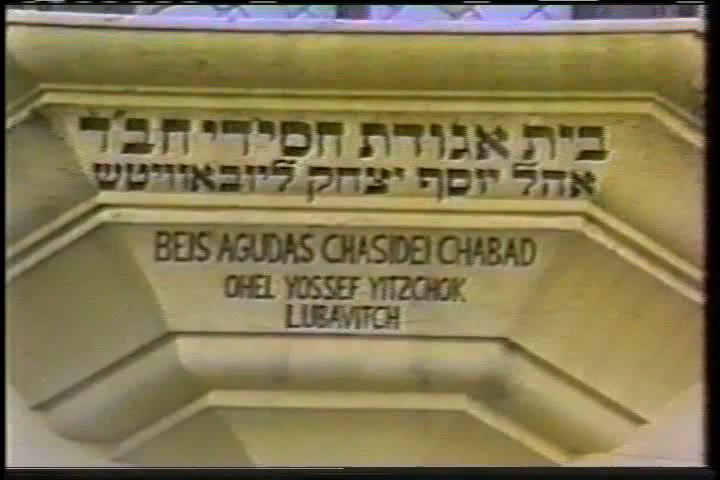 בית אגודת חסידי חב״ד
אהל יוסף יצחק ליובאוויטש
BEIS AGUDAS CHASIDEI CHABAD
OHEL YOSSEF YITZCHOK
LUBAVITCH